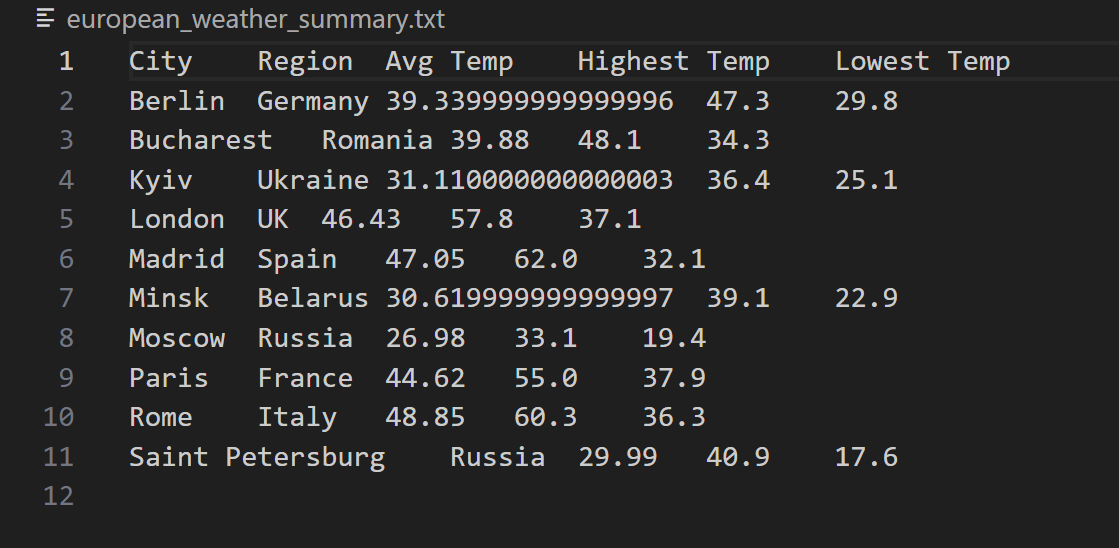 european_weather_summary.txt
1 City Region Avg Temp Highest Temp Lowest Temp
2 Berlin Germany 39.339999999999996 47.3 29.8
3 Bucharest Romania 39.88 48.1 34.3
4 Kyiv Ukraine 31.110000000000003 36.4 25.1
5 London UK 46.43 57.8 37.1
6 Madrid Spain 47.05 62.0 32.1
7 Minsk Belarus 30.619999999999997 39.1 22.9
8 Moscow Russia 26.98 33.1 19.4
9 Paris France 44.62 55.0 37.9
10 Rome Italy 48.85 60.3 36.3
11 Saint Petersburg Russia 29.99 40.9 17.6
12